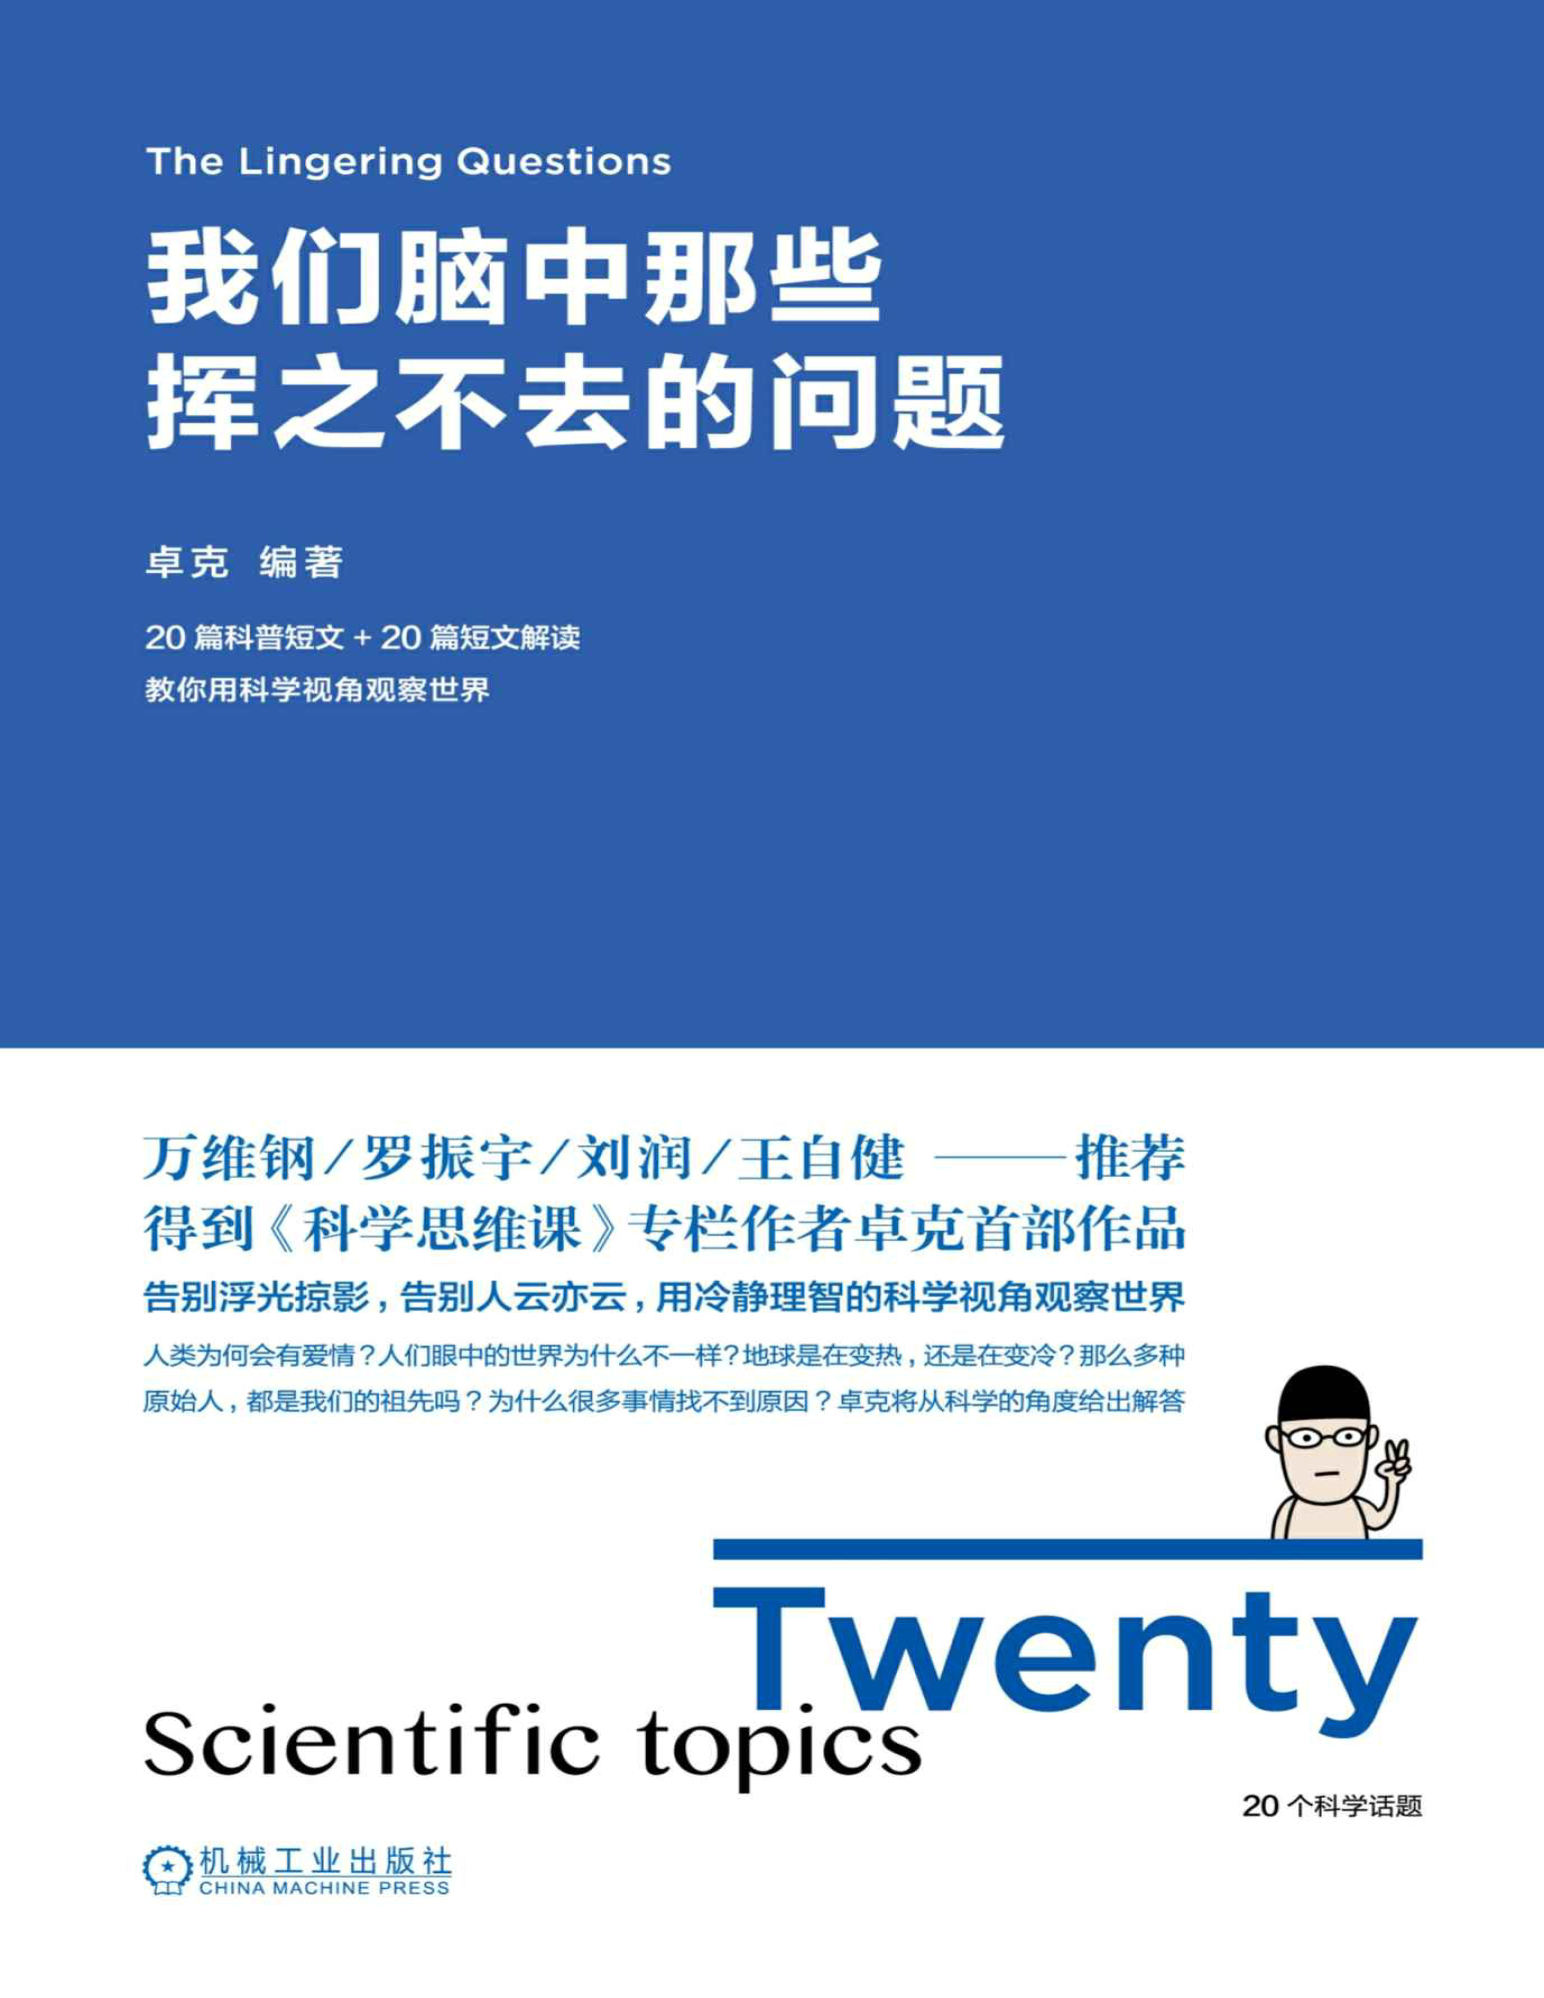 The Lingering Questions
我们脑中那些
挥之不去的问题
卓克 编著
20 篇科普短文 + 20 篇短文解读
教你用科学视角观察世界
万维钢/罗振宇/刘润/王自健 ——推荐
得到《科学思维课》专栏作者卓克首部作品
告别浮光掠影，告别人云亦云，用冷静理智的科学视角观察世界
人类为何会有爱情？人们眼中的世界为什么不一样？地球是在变热，还是在变冷？那么多种
原始人，都是我们的祖先吗？为什么很多事情找不到原因？卓克将从科学的角度给出解答
Twenty
Scientific topics
20 个科学话题
机械工业出版社
CHINA MACHINE PRESS